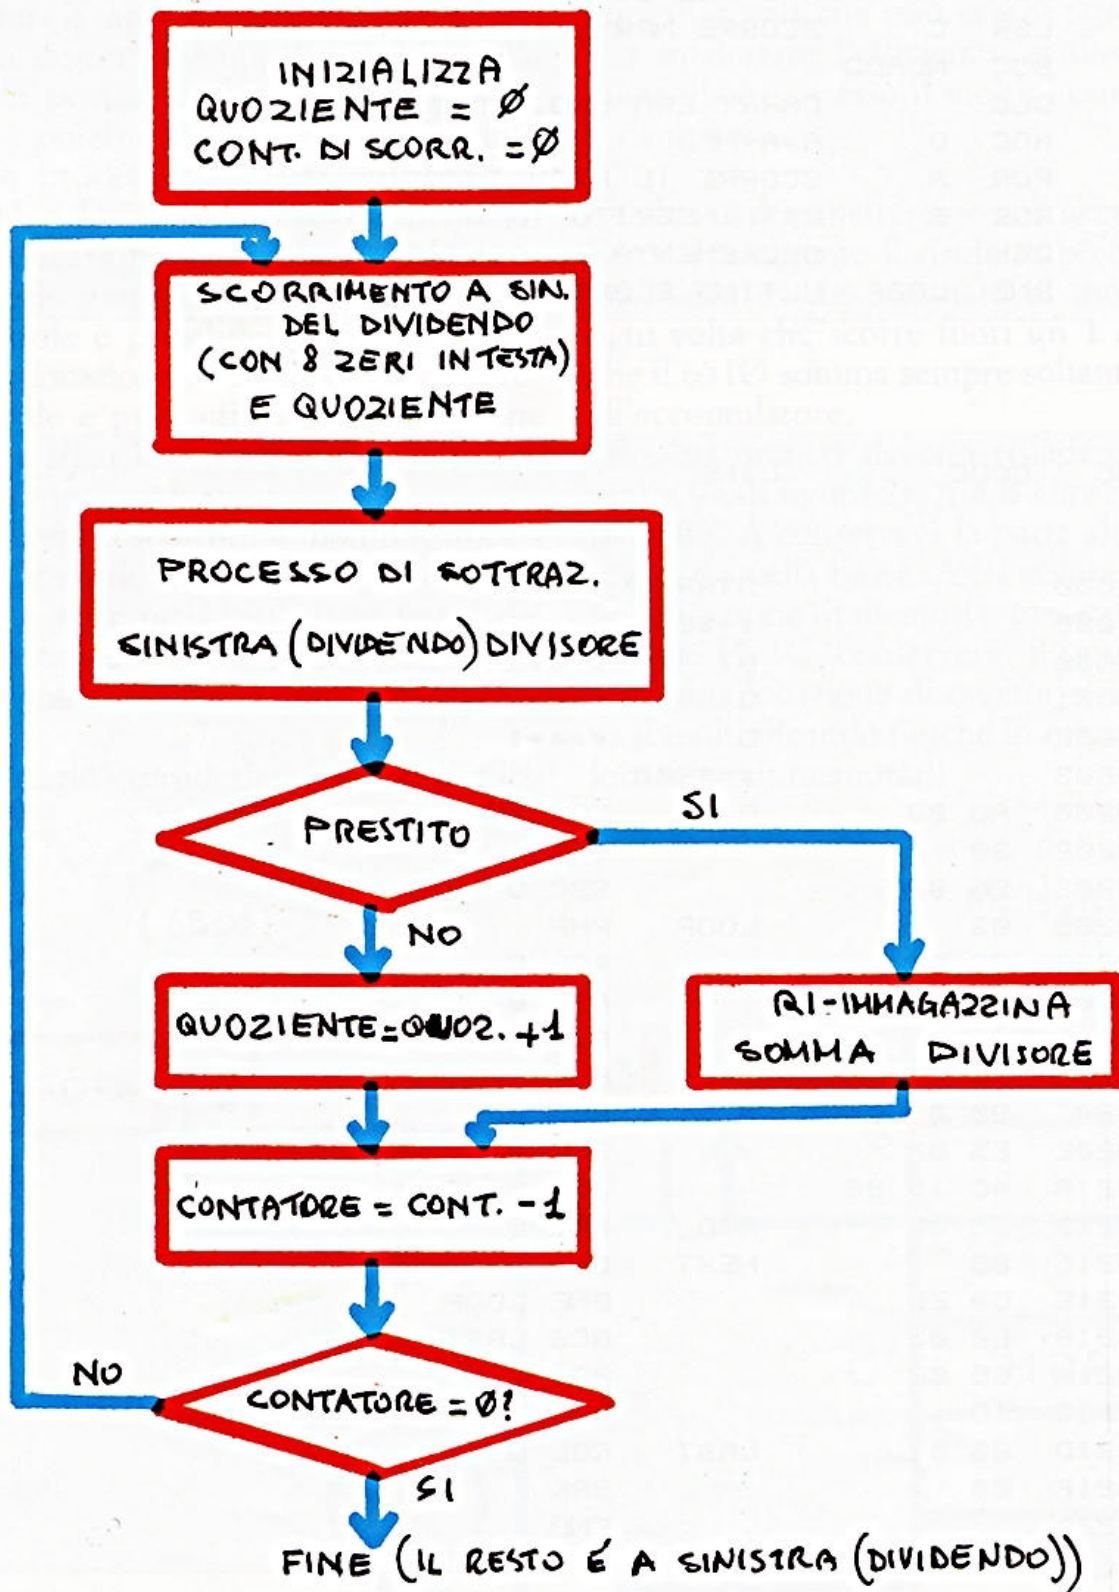 INIZIALIZZA
QUOZIENTE = Ø
CONT. DI SCORR. = Ø
SCORRIMENTO A SIN.
DEL DIVIDENDO
(CON 8 ZERI IN TESTA)
E QUOZIENTE
PROCESSO DI SOTTRAZ.
SINISTRA (DIVIDENDO) DIVISORE
PRESTITO
SI
NO
QUOZIENTE = QUOZ. +1
RI-IMMAGAZZINA
SOMMA DIVISORE
CONTATORE = CONT. -1
NO
CONTATORE = Ø?
SI
FINE (IL RESTO É A SINISTRA (DIVIDENDO))